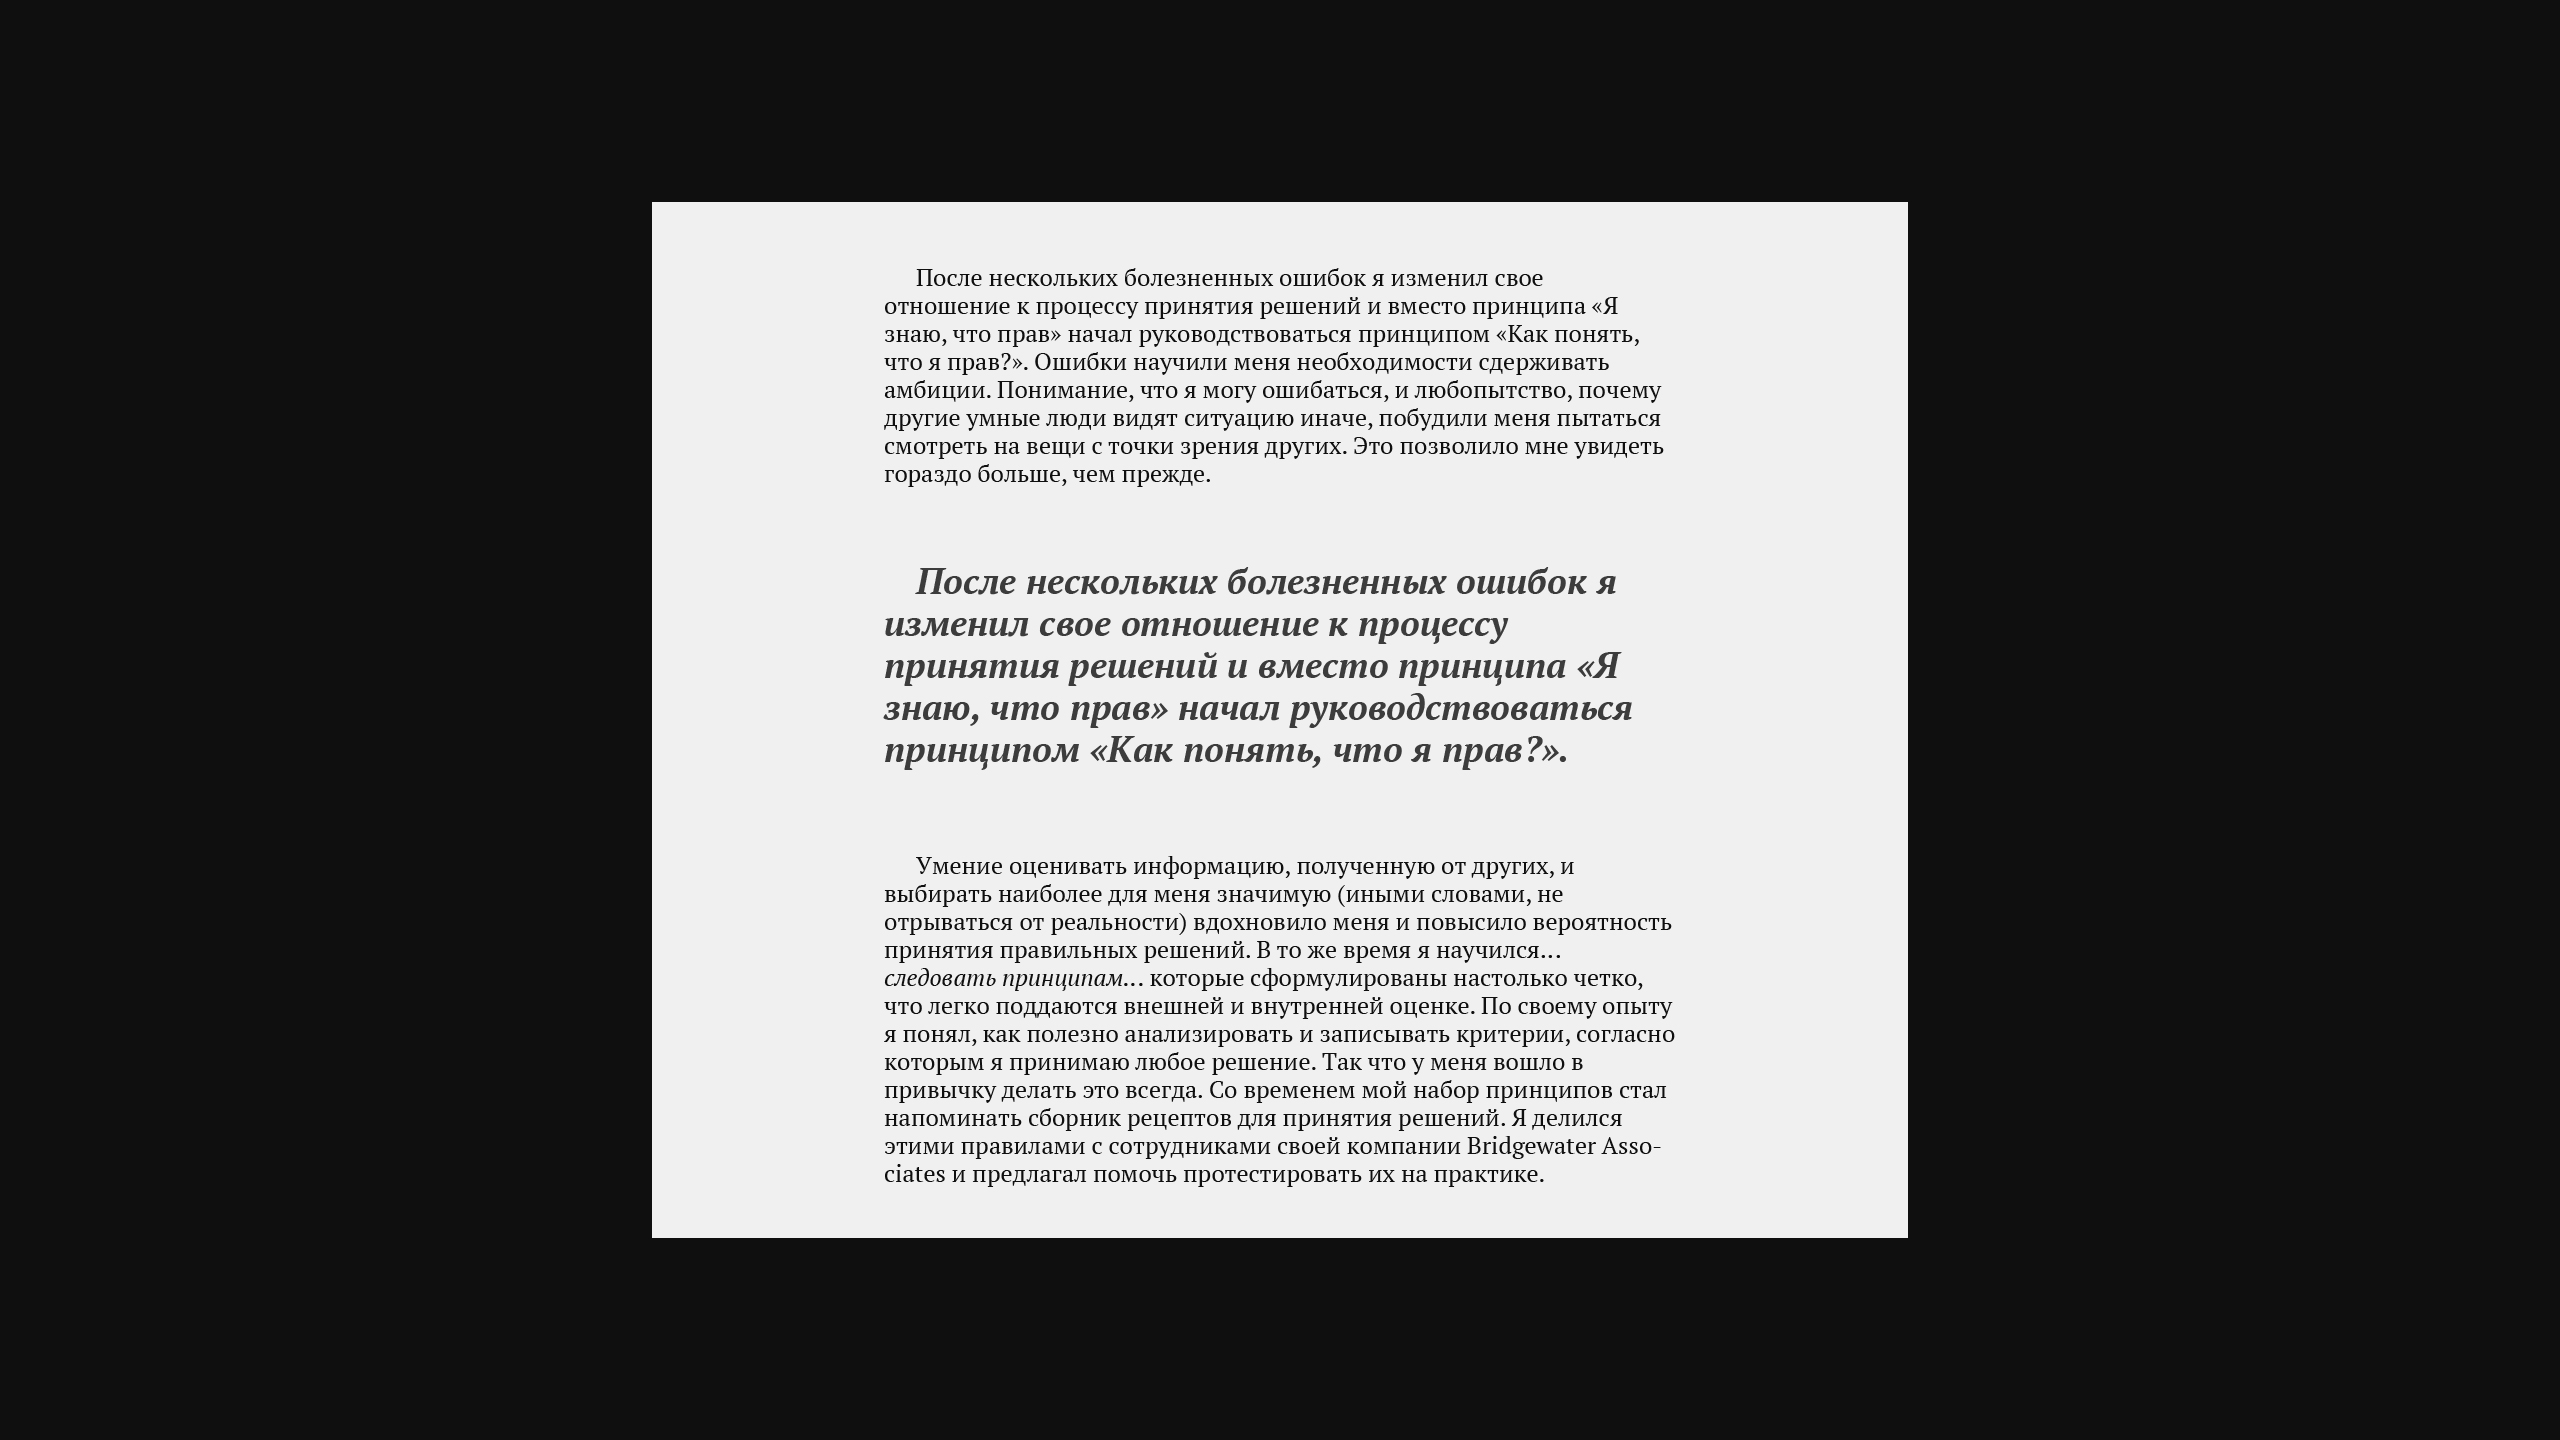 После нескольких болезненных ошибок я изменил свое
отношение к процессу принятия решений и вместо принципа «Я
знаю, что прав» начал руководствоваться принципом «Как понять,
что я прав?». Ошибки научили меня необходимости сдерживать
амбиции. Понимание, что я могу ошибаться, и любопытство, почему
другие умные люди видят ситуацию иначе, побудили меня пытаться
смотреть на вещи с точки зрения других. Это позволило мне увидеть
гораздо больше, чем прежде.
После нескольких болезненных ошибок я
изменил свое отношение к процессу
принятия решений и вместо принципа «Я
знаю, что прав» начал руководствоваться
принципом «Как понять, что я прав?».
Умение оценивать информацию, полученную от других, и
выбирать наиболее для меня значимую (иными словами, не
отрываться от реальности) вдохновило меня и повысило вероятность
принятия правильных решений. В то же время я научился…
следовать принципам… которые сформулированы настолько четко,
что легко поддаются внешней и внутренней оценке. По своему опыту
я понял, как полезно анализировать и записывать критерии, согласно
которым я принимаю любое решение. Так что у меня вошло в
привычку делать это всегда. Со временем мой набор принципов стал
напоминать сборник рецептов для принятия решений. Я делился
этими правилами с сотрудниками своей компании Bridgewater Asso-
ciates и предлагал помочь протестировать их на практике.